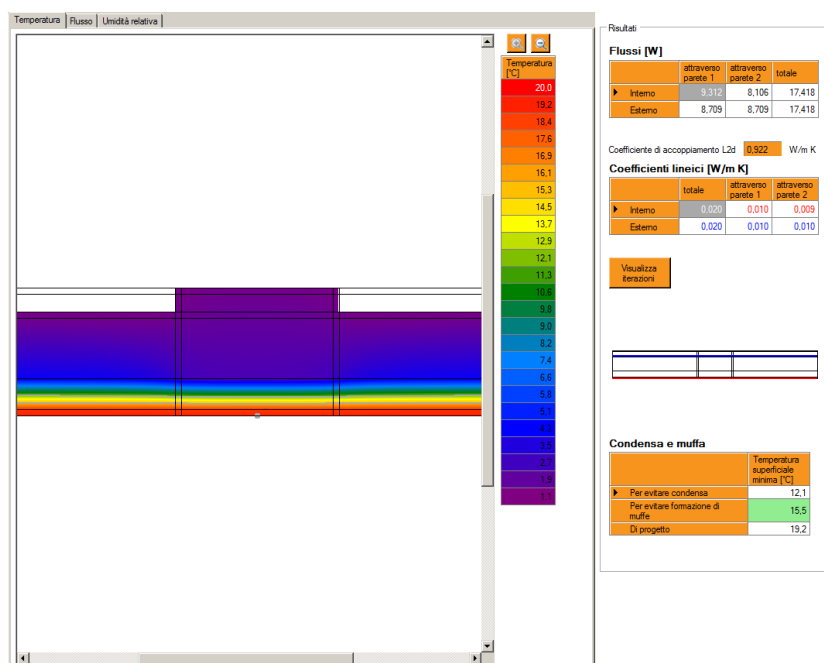 Temperatura Flusso Umidità relativa
Temperatura
[°C]
20,0
19,2
18,4
17,6
16,9
16,1
15,3
14,5
13,7
12,9
12,1
11,3
10,6
9,8
9,0
8,2
7,4
6,6
5,8
5,1
4,3
3,5
2,7
1,9
1,1
Risultati
Flussi [W]
attraverso parete 1 attraverso parete 2 totale
Interno 9,312 8,106 17,418
Esterno 8,709 8,709 17,418
Coefficiente di accoppiamento L2d 0,922 W/m K
Coefficienti lineici [W/m K]
totale attraverso parete 1 attraverso parete 2
Interno 0,020 0,010 0,009
Esterno 0,020 0,010 0,010
Visualizza
iterazioni
Condensa e muffa
Temperatura
superficiale
minima [°C]
Per evitare condensa 12,1
Per evitare formazione di muffe 15,5
Di progetto 19,2